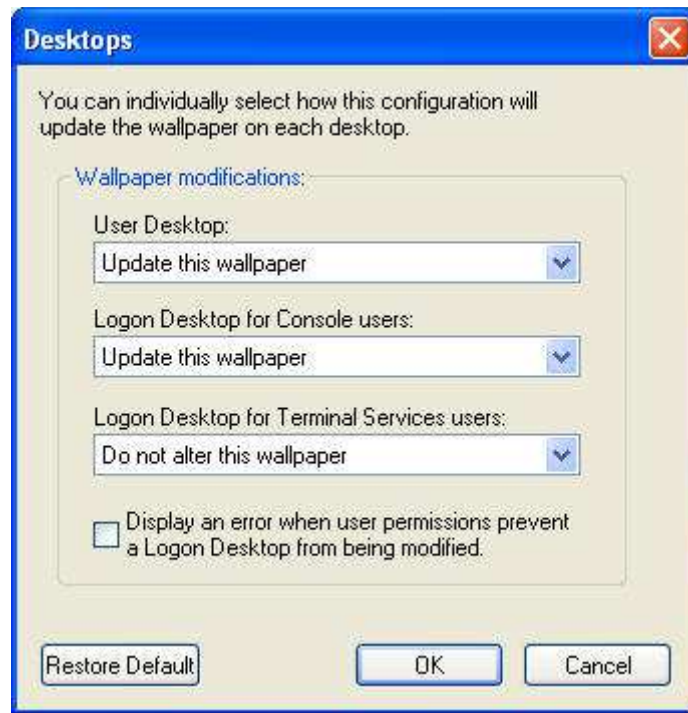 Desktops
You can individually select how this configuration will
update the wallpaper on each desktop.
Wallpaper modifications:
User Desktop:
Update this wallpaper
Logon Desktop for Console users:
Update this wallpaper
Logon Desktop for Terminal Services users:
Do not alter this wallpaper
Display an error when user permissions prevent
a Logon Desktop from being modified.
Restore Default OK Cancel